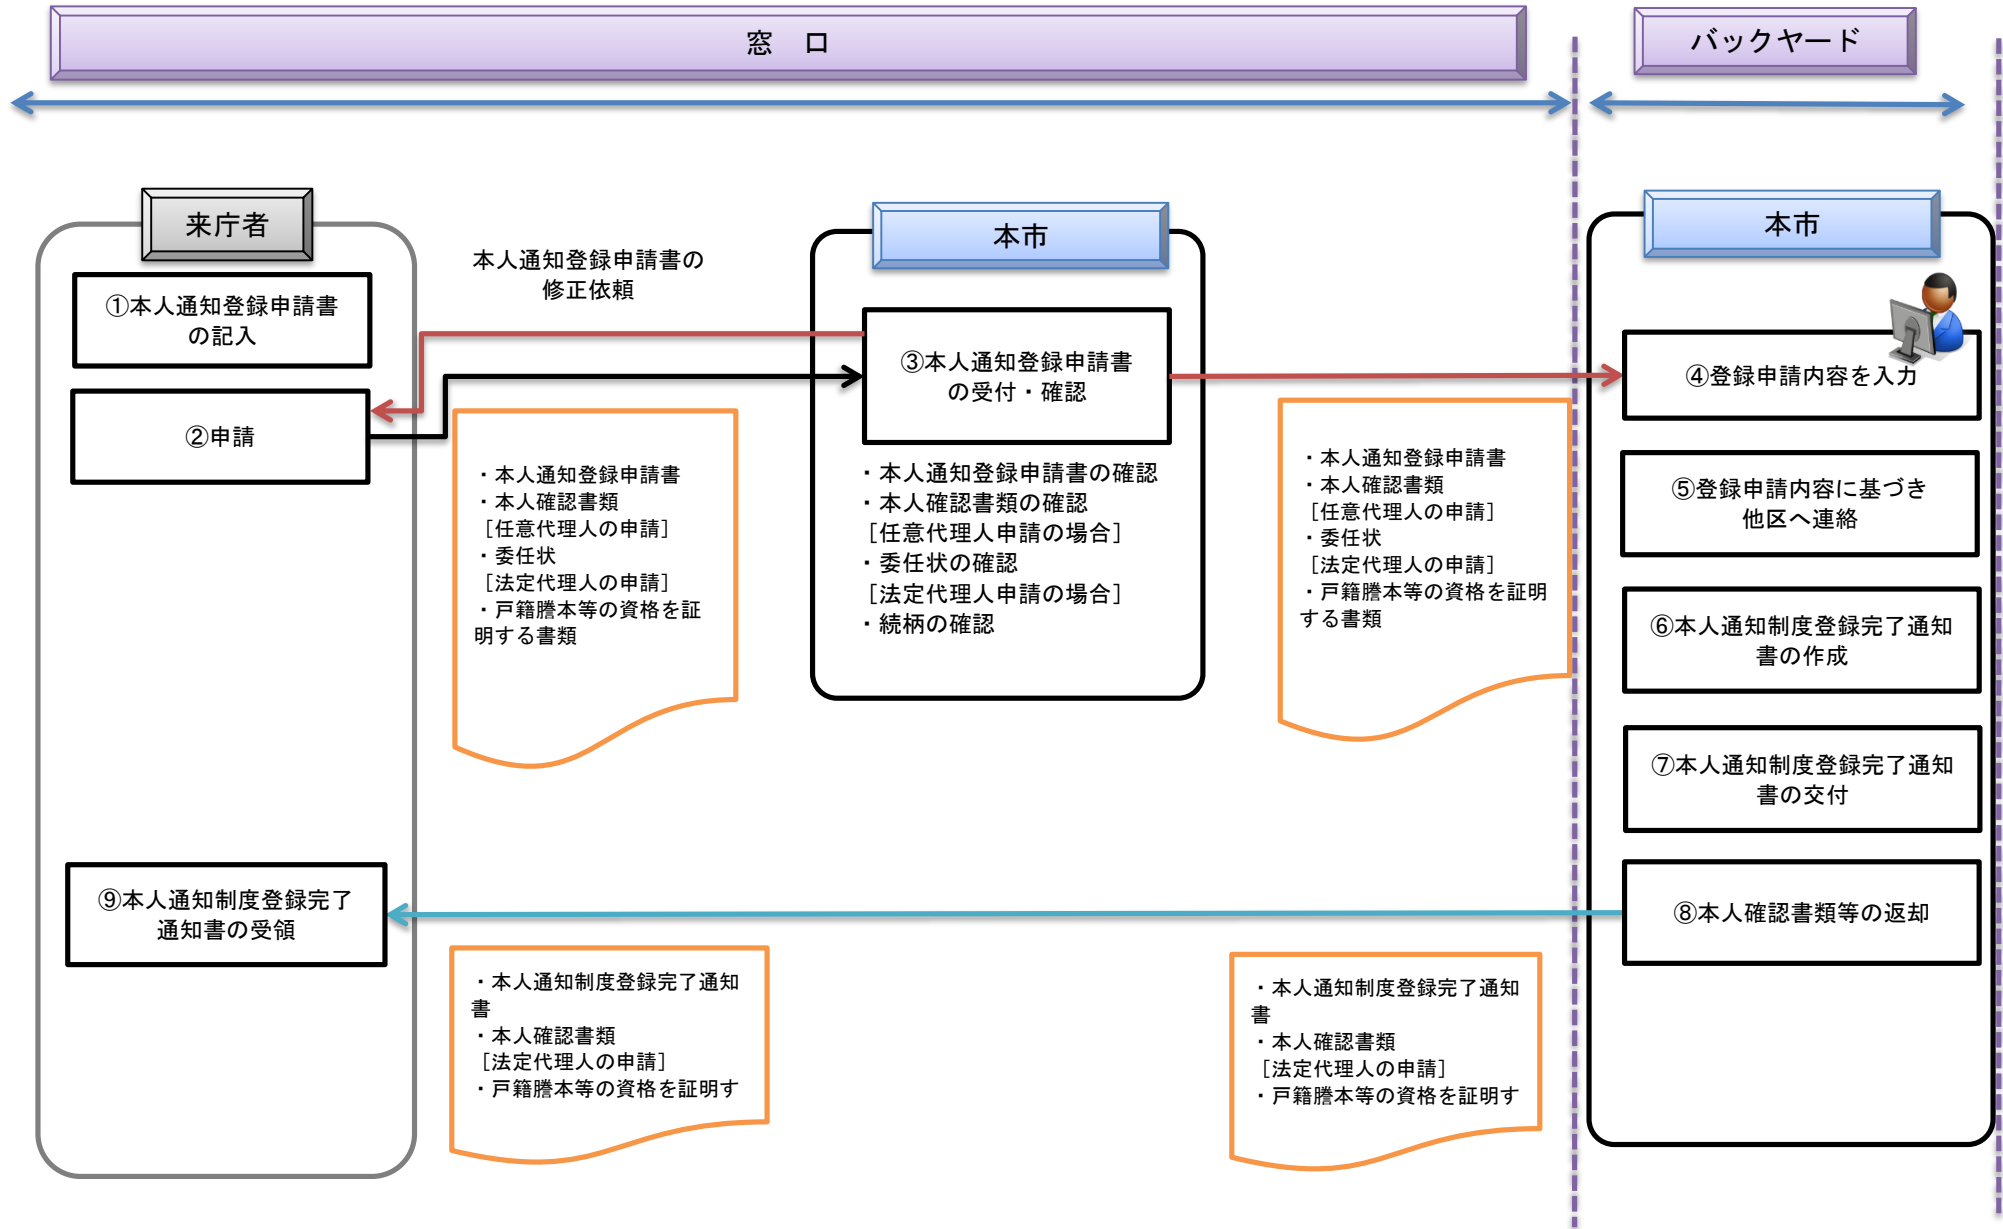 窓　口
バックヤード
来庁者
①本人通知登録申請書
の記入
②申請
本人通知登録申請書の
修正依頼
・本人通知登録申請書
・本人確認書類
［任意代理人の申請］
・委任状
［法定代理人の申請］
・戸籍謄本等の資格を証
明する書類
本市
③本人通知登録申請書
の受付・確認
・本人通知登録申請書の確認
・本人確認書類の確認
［任意代理人申請の場合］
・委任状の確認
［法定代理人申請の場合］
・続柄の確認
・本人通知登録申請書
・本人確認書類
［任意代理人の申請］
・委任状
［法定代理人の申請］
・戸籍謄本等の資格を証明
する書類
本市
④登録申請内容を入力
⑤登録申請内容に基づき
他区へ連絡
⑥本人通知制度登録完了通知
書の作成
⑦本人通知制度登録完了通知
書の交付
⑧本人確認書類等の返却
⑨本人通知制度登録完了
通知書の受領
・本人通知制度登録完了通知
書
・本人確認書類
［法定代理人の申請］
・戸籍謄本等の資格を証明す
・本人通知制度登録完了通知
書
・本人確認書類
［法定代理人の申請］
・戸籍謄本等の資格を証明す